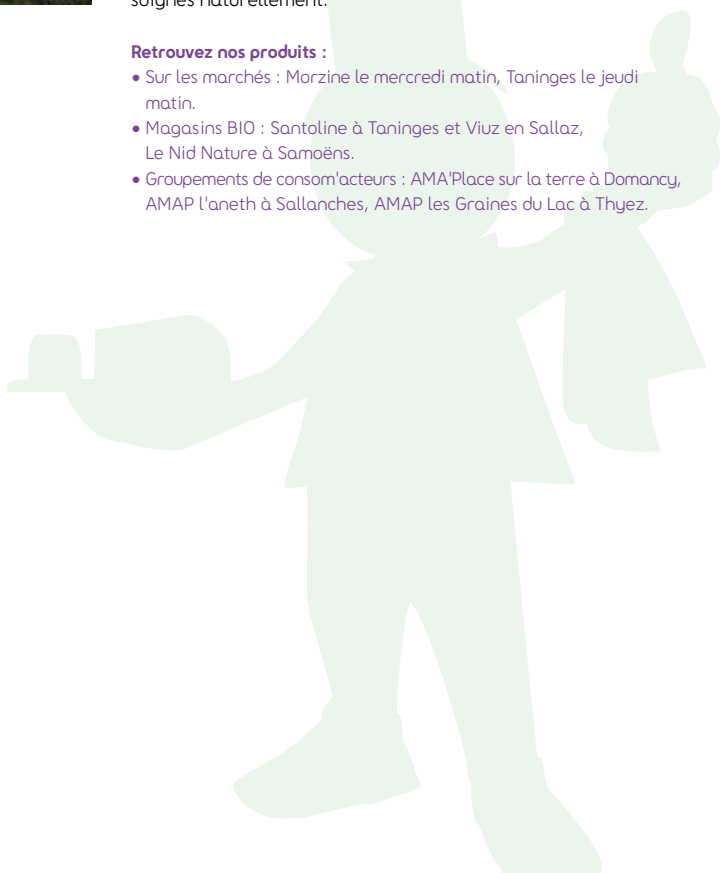 soignés naturellement.
Retrouvez nos produits :
• Sur les marchés : Morzine le mercredi matin, Taninges le jeudi
matin.
• Magasins BIO : Santoline à Taninges et Viuz en Sallaz,
Le Nid Nature à Samoëns.
• Groupements de consom'acteurs : AMA'Place sur la terre à Domancy,
AMAP l'aneth à Sallanches, AMAP les Graines du Lac à Thyez.